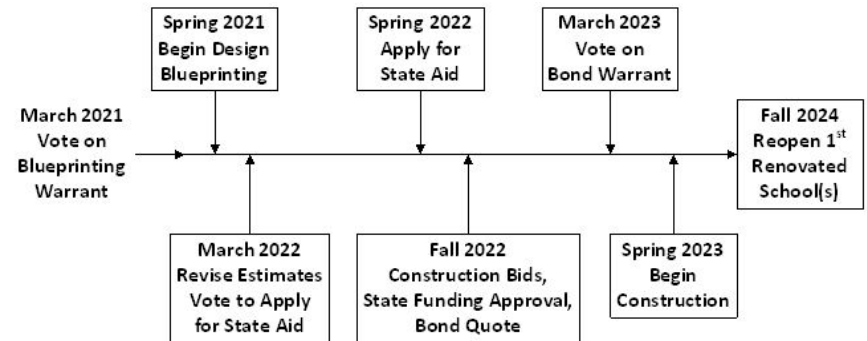 Spring 2021
Begin Design
Blueprinting
Spring 2022
Apply for
State Aid
March 2023
Vote on
Bond Warrant
March 2021
Vote on
Blueprinting
Warrant
Fall 2024
Reopen 1st
Renovated
School(s)
March 2022
Revise Estimates
Vote to Apply
for State Aid
Fall 2022
Construction Bids,
State Funding Approval,
Bond Quote
Spring 2023
Begin
Construction